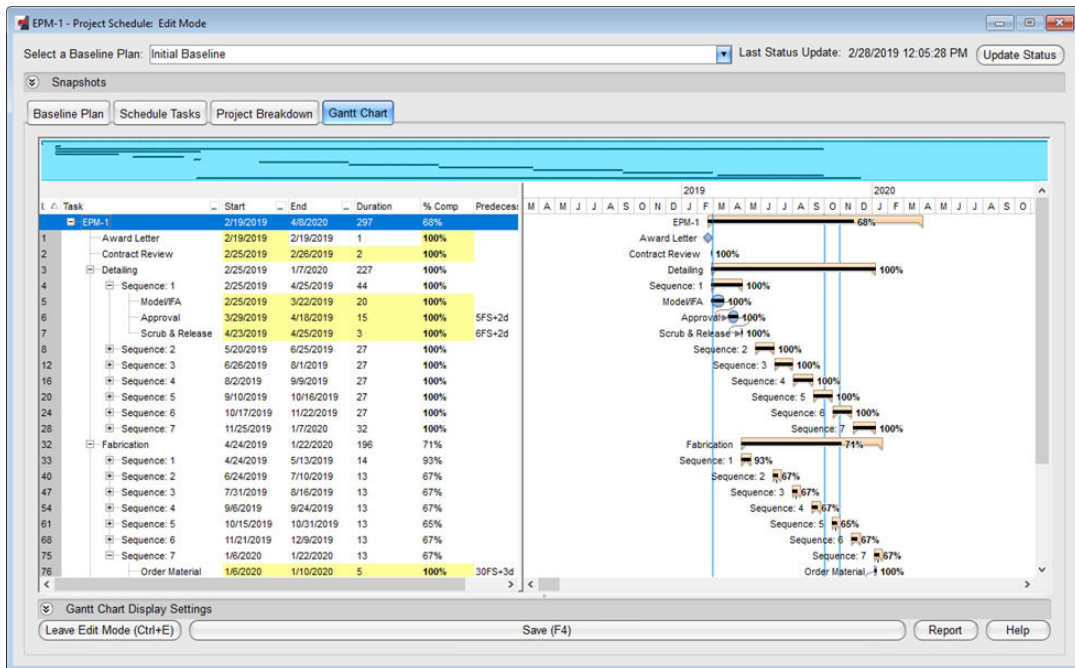 EPM-1 - Project Schedule: Edit Mode
Select a Baseline Plan: Initial Baseline Last Status Update: 2/28/2019 12:05:28 PM Update Status
Snapshots
Baseline Plan Schedule Tasks Project Breakdown Gantt Chart
2019 2020
Task Start End Duration % Comp Predeces M A M J J A S O N D J F M A M J J A S O N D J F M A M J J A S O
EPM-1 2/19/2019 4/8/2020 297 68% EPM-1 68%
1 Award Letter 2/19/2019 2/19/2019 1 100% Award Letter
2 Contract Review 2/25/2019 2/26/2019 2 100% Contract Review 100%
3 Detailing 2/25/2019 1/7/2020 227 100% Detailing 100%
4 Sequence: 1 2/25/2019 4/25/2019 44 100% Sequence: 1 100%
5 Model/IFA 2/25/2019 3/22/2019 20 100% Model/IFA 100%
6 Approval 3/29/2019 4/18/2019 15 100% 5FS+2d Approval 100%
7 Scrub & Release 4/23/2019 4/25/2019 3 100% 6FS+2d Scrub & Release 100%
8 Sequence: 2 5/20/2019 6/25/2019 27 100% Sequence: 2 100%
12 Sequence: 3 6/26/2019 8/1/2019 27 100% Sequence: 3 100%
16 Sequence: 4 8/2/2019 9/9/2019 27 100% Sequence: 4 100%
20 Sequence: 5 9/10/2019 10/16/2019 27 100% Sequence: 5 100%
24 Sequence: 6 10/17/2019 11/22/2019 27 100% Sequence: 6 100%
28 Sequence: 7 11/25/2019 1/7/2020 32 100% Sequence: 7 100%
32 Fabrication 4/24/2019 1/22/2020 196 71% Fabrication 71%
33 Sequence: 1 4/24/2019 5/13/2019 14 93% Sequence: 1 93%
40 Sequence: 2 6/24/2019 7/10/2019 13 67% Sequence: 2 67%
47 Sequence: 3 7/31/2019 8/16/2019 13 67% Sequence: 3 67%
54 Sequence: 4 9/6/2019 9/24/2019 13 67% Sequence: 4 67%
61 Sequence: 5 10/15/2019 10/31/2019 13 65% Sequence: 5 65%
68 Sequence: 6 11/21/2019 12/9/2019 13 67% Sequence: 6 67%
75 Sequence: 7 1/6/2020 1/22/2020 13 67% Sequence: 7 67%
76 Order Material 1/6/2020 1/10/2020 5 100% 30FS+3d Order Material 100%
Gantt Chart Display Settings
Leave Edit Mode (Ctrl+E) Save (F4) Report Help